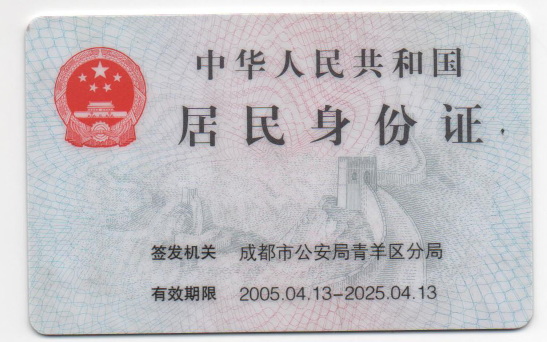 中华人民共和国
居民身份证
签发机关 成都市公安局青羊区分局
有效期限 2005.04.13-2025.04.13